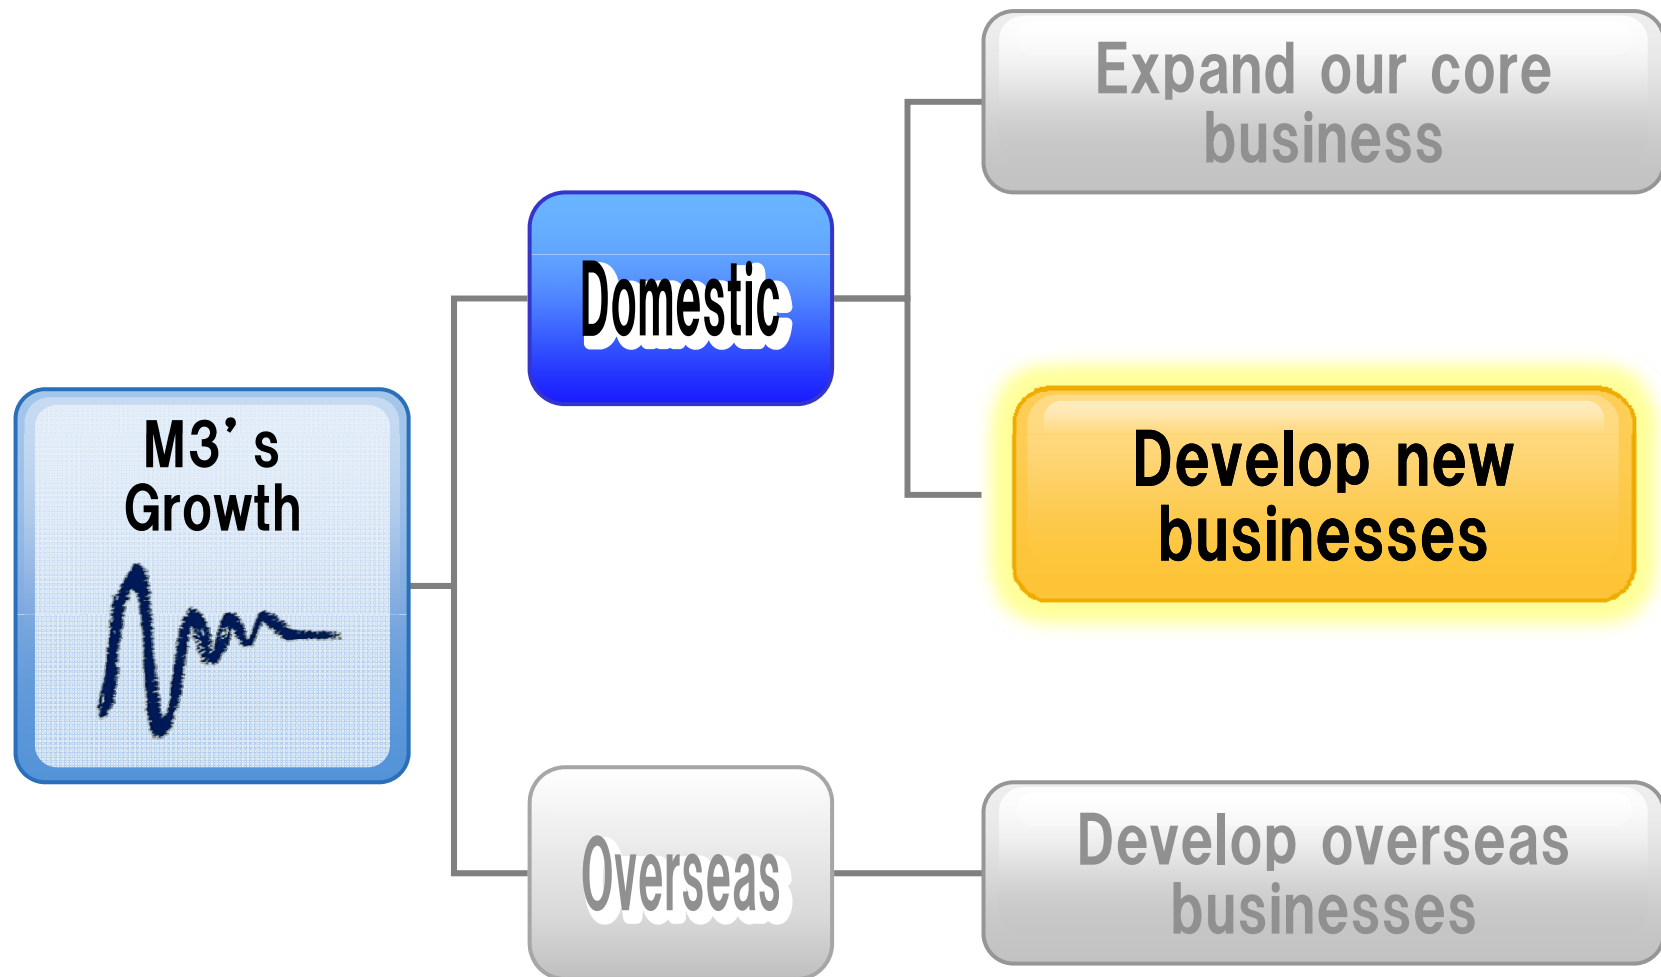 Expand our core
business
Domestic
M3's
Growth
Develop new
businesses
Overseas
Develop overseas
businesses